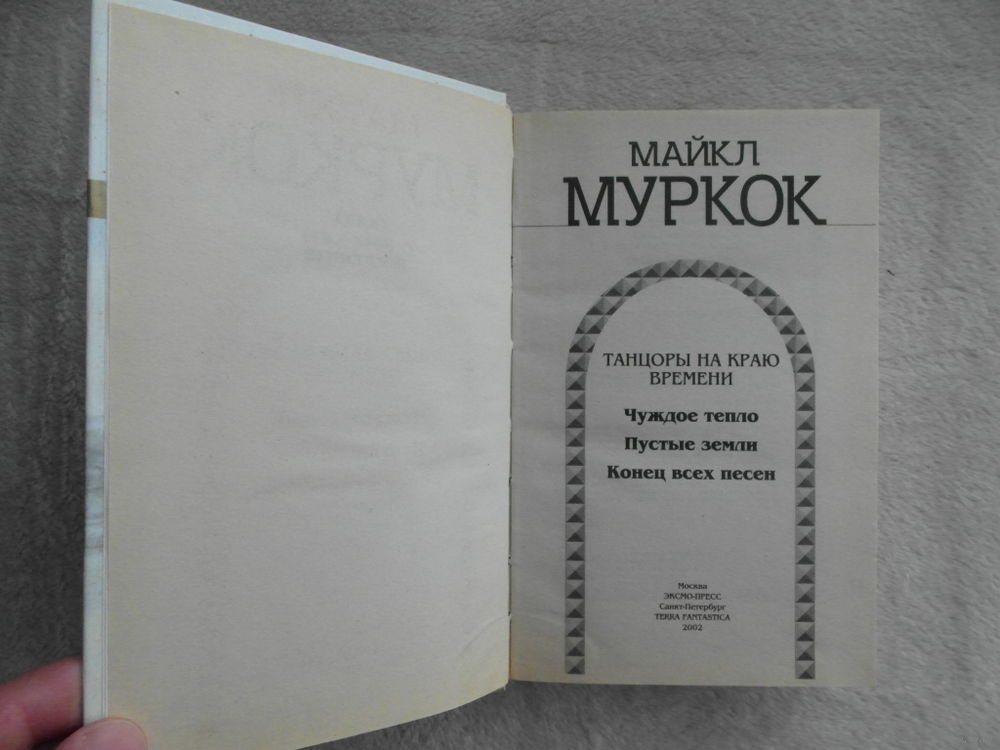 МАЙКЛ
МУРКОК
ТАНЦОРЫ НА КРАЮ
ВРЕМЕНИ
Чуждое тепло
Пустые земли
Конец всех песен
Москва
ЭКСМО-ПРЕСС
Санкт-Петербург
TERRA FANTASTICA
2002